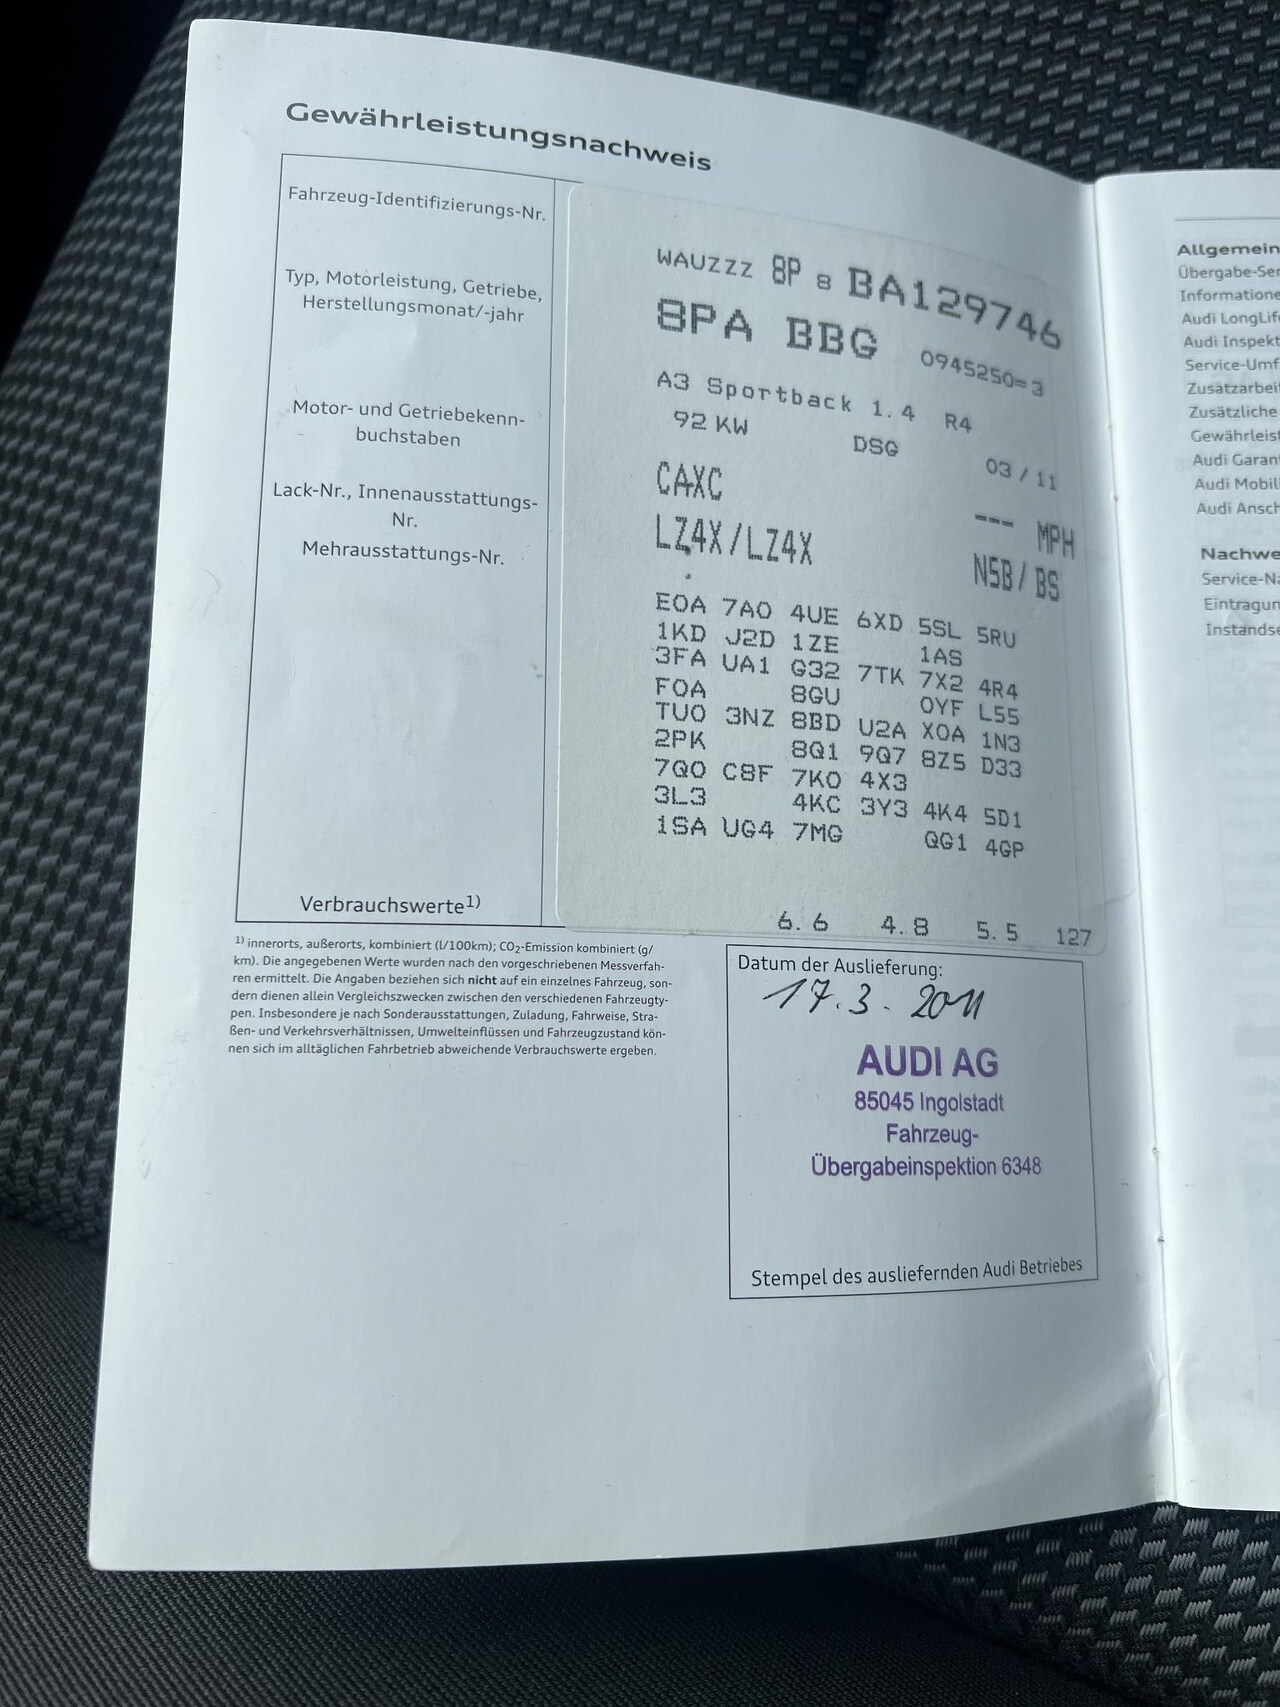 Gewährleistungsnachweis
Fahrzeug-Identifizierungs-Nr.
WAUZZZ 8P 8 BA129746
Typ, Motorleistung, Getriebe,
Herstellungsmonat/-jahr
8PA BBG 0945250=3
A3 Sportback 1.4 R4
92 KW DSG 03/11
Motor- und Getriebekenn-
buchstaben
CAXC --- MPH
Lack-Nr., Innenausstattungs-
Nr.
LZ4X/LZ4X N5B/BS
Mehrausstattungs-Nr.
E0A 7A0 4UE 6XD 5SL 5RU
1KD J2D 1ZE 1AS
3FA UA1 G32 7TK 7X2 4R4
F0A 8GU 0YF L55
TU0 3NZ 8BD U2A X0A 1N3
2PK 8Q1 9Q7 8Z5 D33
7Q0 C8F 7K0 4X3
3L3 4KC 3Y3 4K4 5D1
1SA UG4 7MG QG1 4GP
Verbrauchswerte1)
6.6 4.8 5.5 127
1) innerorts, außerorts, kombiniert (l/100km); CO2-Emission kombiniert (g/
km). Die angegebenen Werte wurden nach den vorgeschriebenen Messverfah-
ren ermittelt. Die Angaben beziehen sich nicht auf ein einzelnes Fahrzeug, son-
dern dienen allein Vergleichszwecken zwischen den verschiedenen Fahrzeugty-
pen. Insbesondere je nach Sonderausstattungen, Zuladung, Fahrweise, Stra-
ßen- und Verkehrsverhältnissen, Umwelteinflüssen und Fahrzeugzustand kön-
nen sich im alltäglichen Fahrbetrieb abweichende Verbrauchswerte ergeben.
Datum der Auslieferung:
17.3.2011
AUDI AG
85045 Ingolstadt
Fahrzeug-
Übergabeinspektion 6348
Stempel des ausliefernden Audi Betriebes
Allgemein
Übergabe-Ser
Informatione
Audi LongLif
Audi Inspekt
Service-Umf
Zusatzarbei
Zusätzliche
Gewährleist
Audi Garan
Audi Mobil
Audi Ansch
Nachwe
Service-Na
Eintragun
Instandse